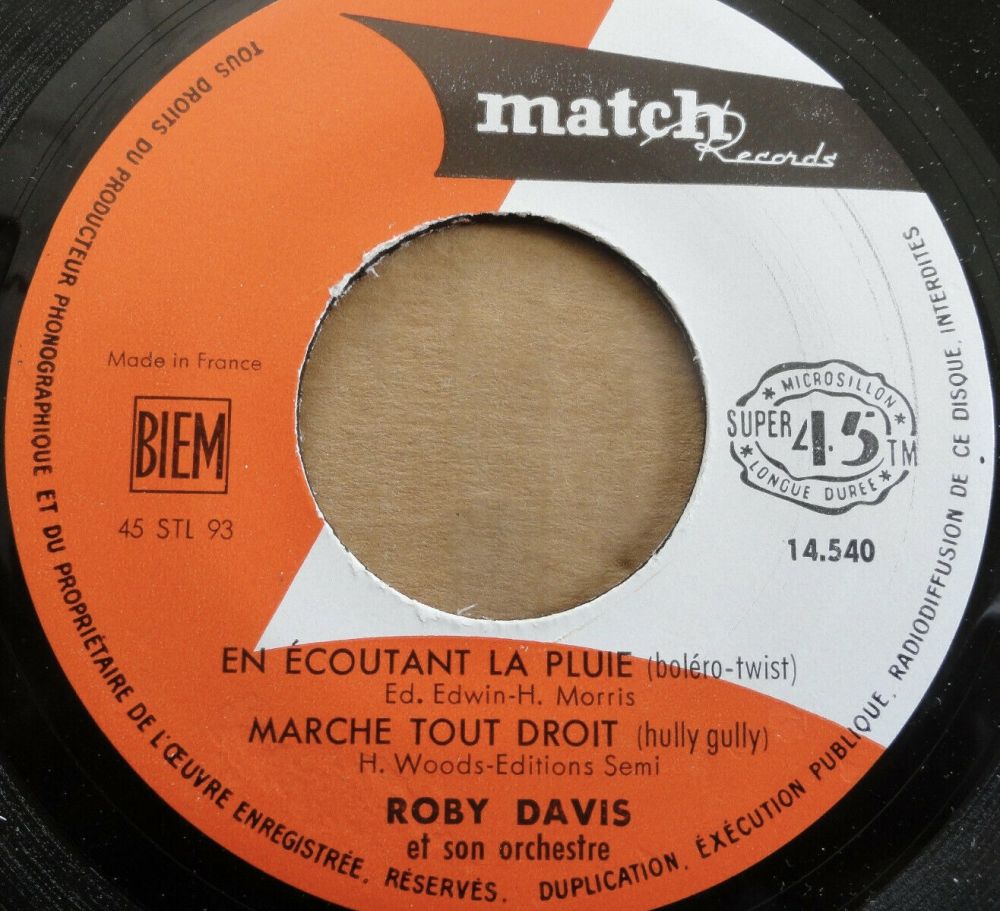 match
Records
Made in France
BIEM
45 STL 93
MICROSILLON
SUPER 45 TM
LONGUE DURÉE
14.540
EN ÉCOUTANT LA PLUIE (boléro-twist)
Ed. Edwin-H. Morris
MARCHE TOUT DROIT (hully gully)
H. Woods-Editions Semi
ROBY DAVIS
et son orchestre
TOUS DROITS DU PRODUCTEUR PHONOGRAPHIQUE ET DU PROPRIÉTAIRE DE L'ŒUVRE ENREGISTRÉE. RÉSERVÉS. DUPLICATION. ÉXÉCUTION PUBLIQUE. RADIODIFFUSION DE CE DISQUE. INTERDITES